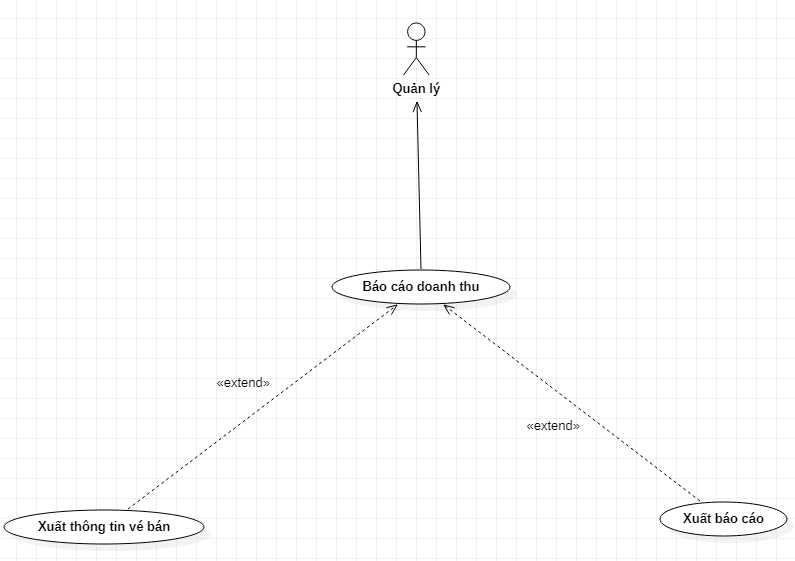 Quản lý
Báo cáo doanh thu
«extend»
«extend»
Xuất thông tin vé bán
Xuất báo cáo